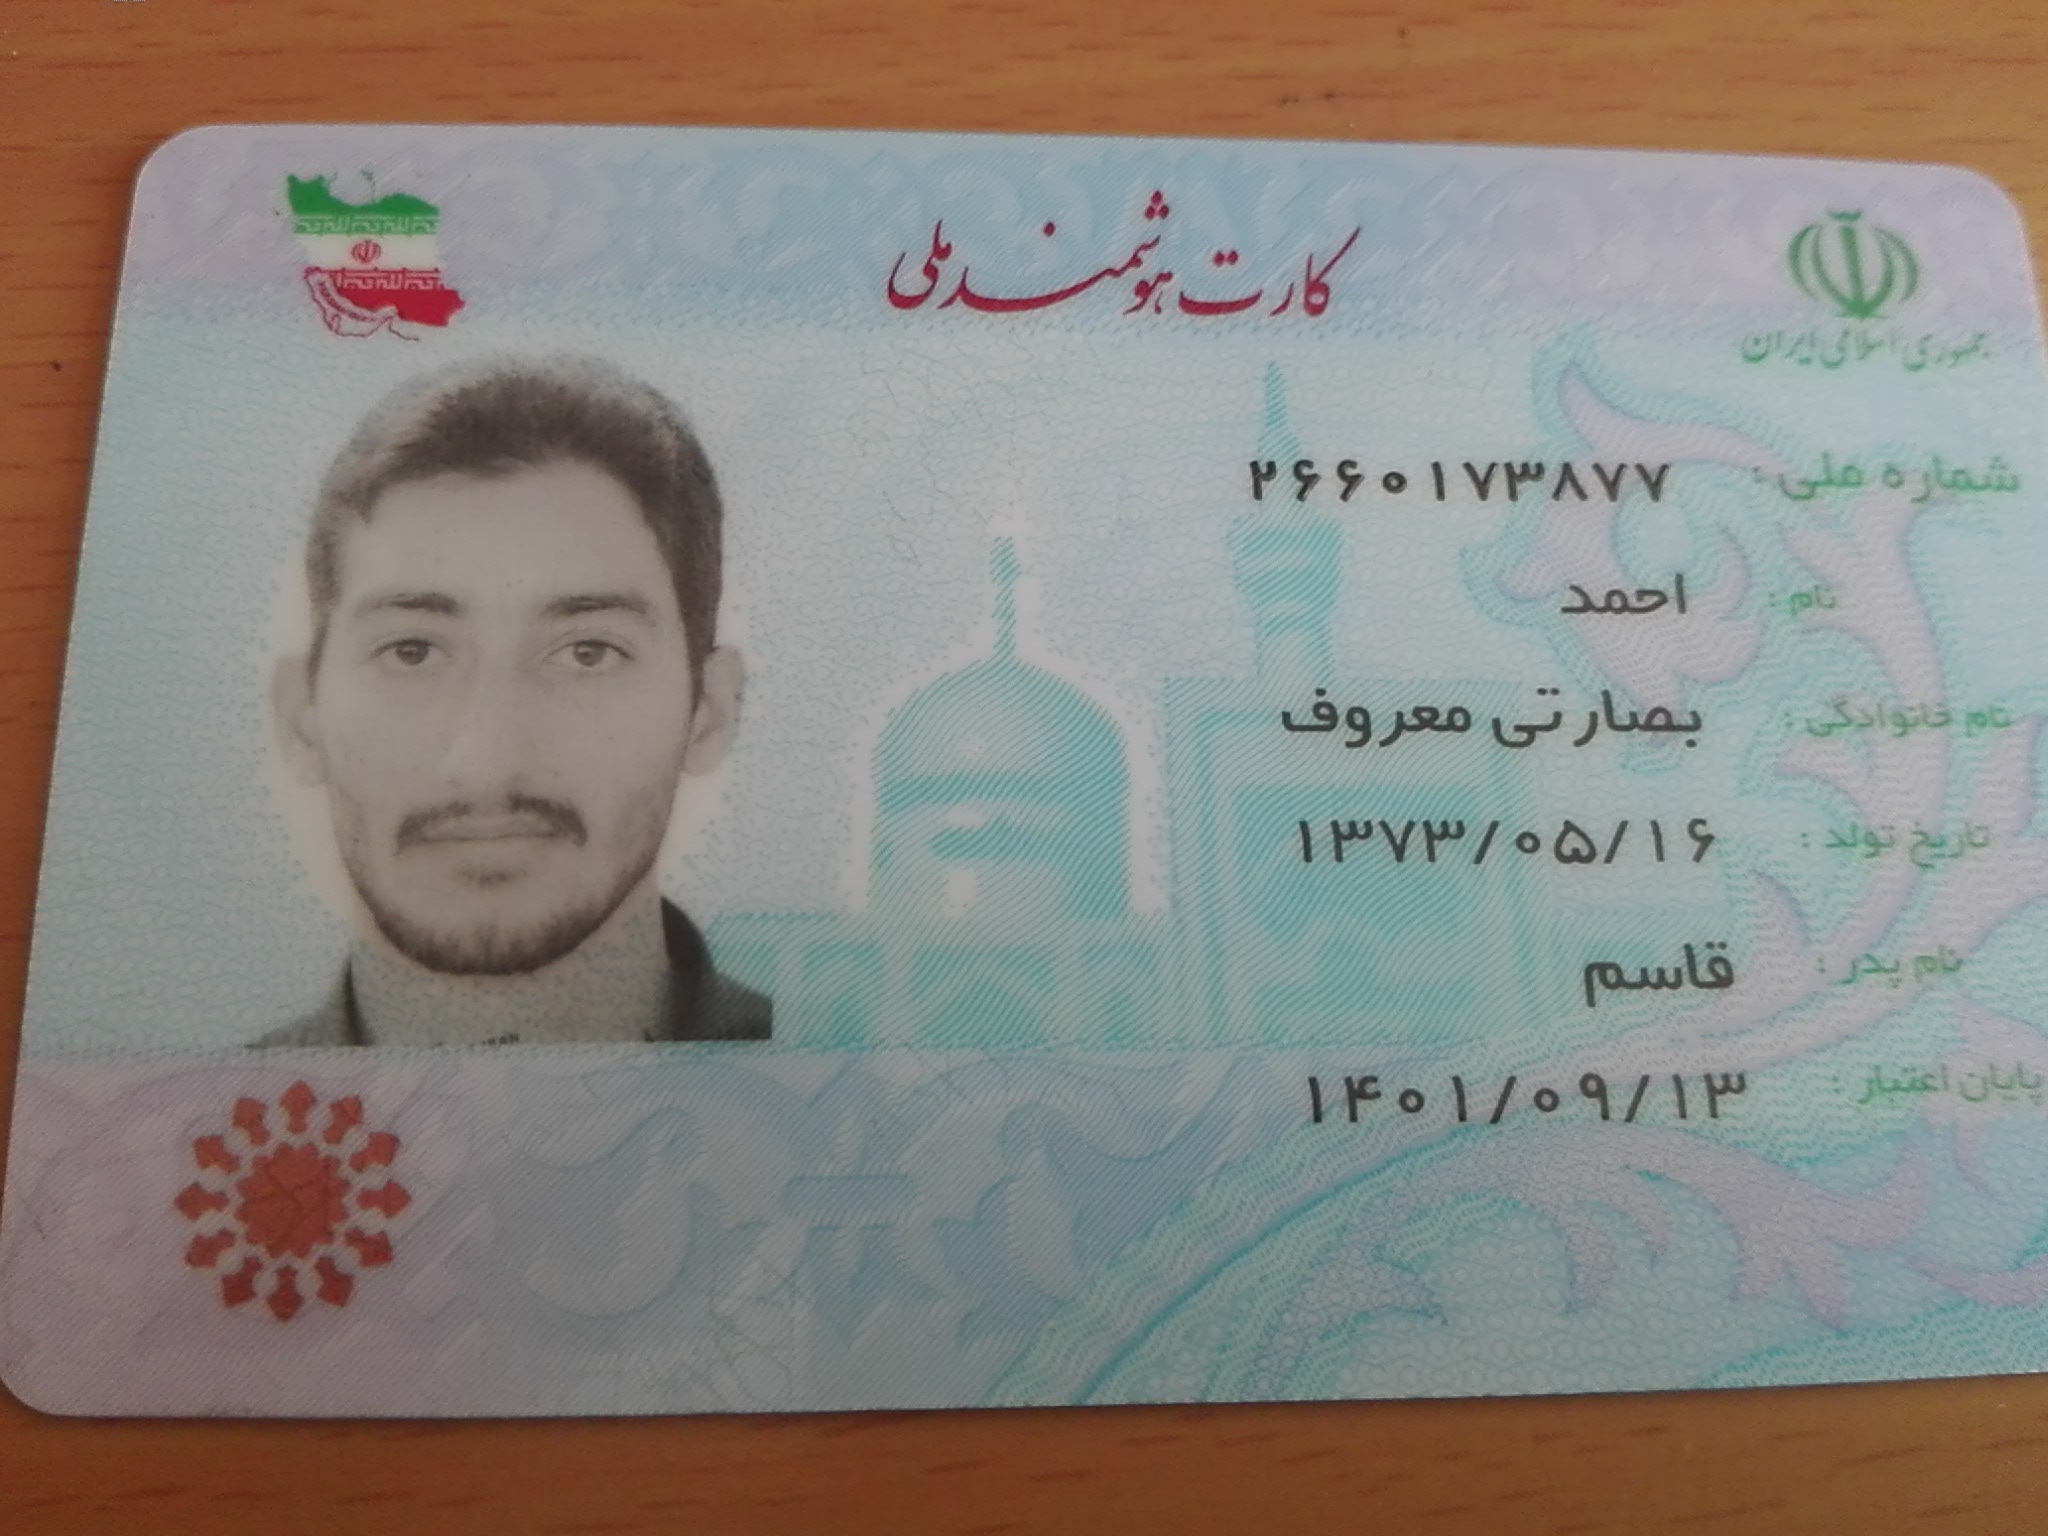 کارت هوشمند ملی
جمهوری اسلامی ایران
شماره ملی : ۲۶۶۰۱۷۳۸۷۷
نام : احمد
نام خانوادگی : بصارتی معروف
تاریخ تولد : ۱۳۷۳/۰۵/۱۶
نام پدر : قاسم
پایان اعتبار : ۱۴۰۱/۰۹/۱۳